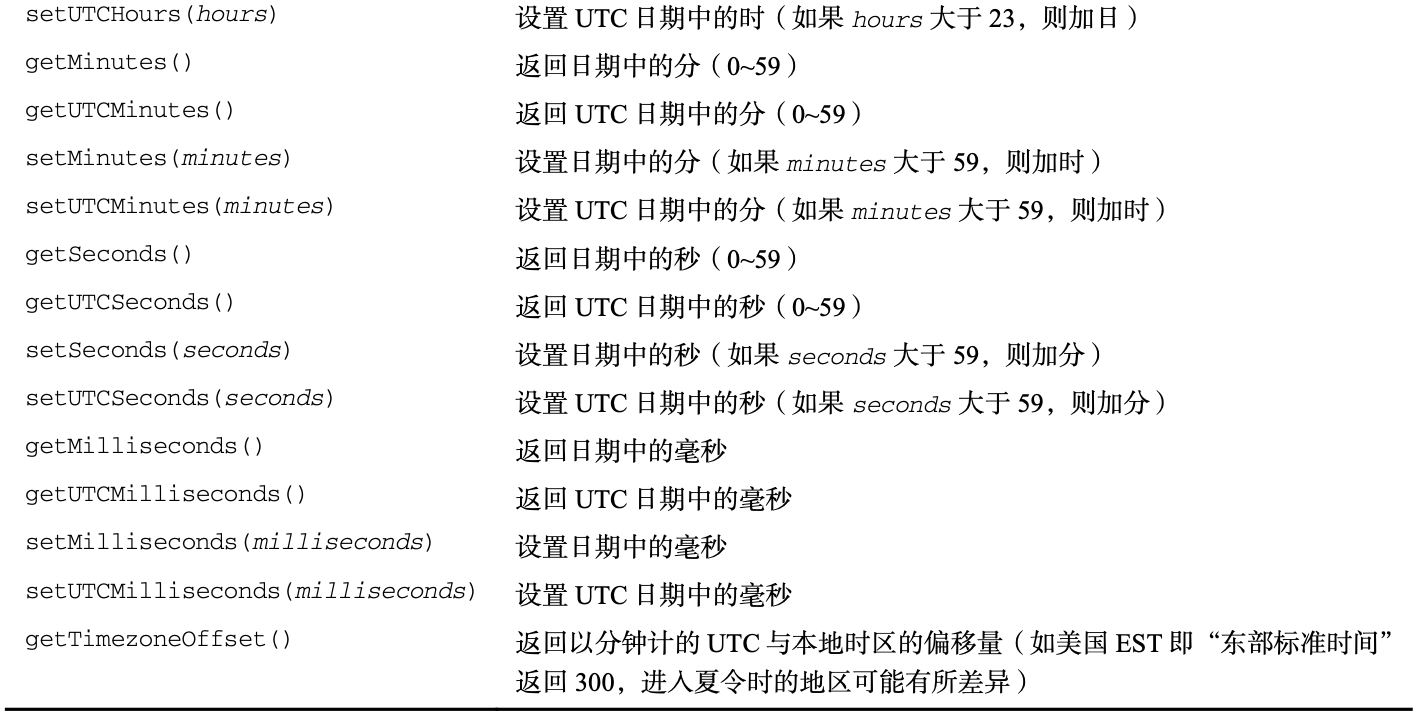 setUTCHours(hours) 设置 UTC 日期中的时（如果 hours 大于 23，则加日）
getMinutes() 返回日期中的分（0~59）
getUTCMinutes() 返回 UTC 日期中的分（0~59）
setMinutes(minutes) 设置日期中的分（如果 minutes 大于 59，则加时）
setUTCMinutes(minutes) 设置 UTC 日期中的分（如果 minutes 大于 59，则加时）
getSeconds() 返回日期中的秒（0~59）
getUTCSeconds() 返回 UTC 日期中的秒（0~59）
setSeconds(seconds) 设置日期中的秒（如果 seconds 大于 59，则加分）
setUTCSeconds(seconds) 设置 UTC 日期中的秒（如果 seconds 大于 59，则加分）
getMilliseconds() 返回日期中的毫秒
getUTCMilliseconds() 返回 UTC 日期中的毫秒
setMilliseconds(milliseconds) 设置日期中的毫秒
setUTCMilliseconds(milliseconds) 设置 UTC 日期中的毫秒
getTimezoneOffset() 返回以分钟计的 UTC 与本地时区的偏移量（如美国 EST 即“东部标准时间”
返回 300，进入夏令时的地区可能有所差异）